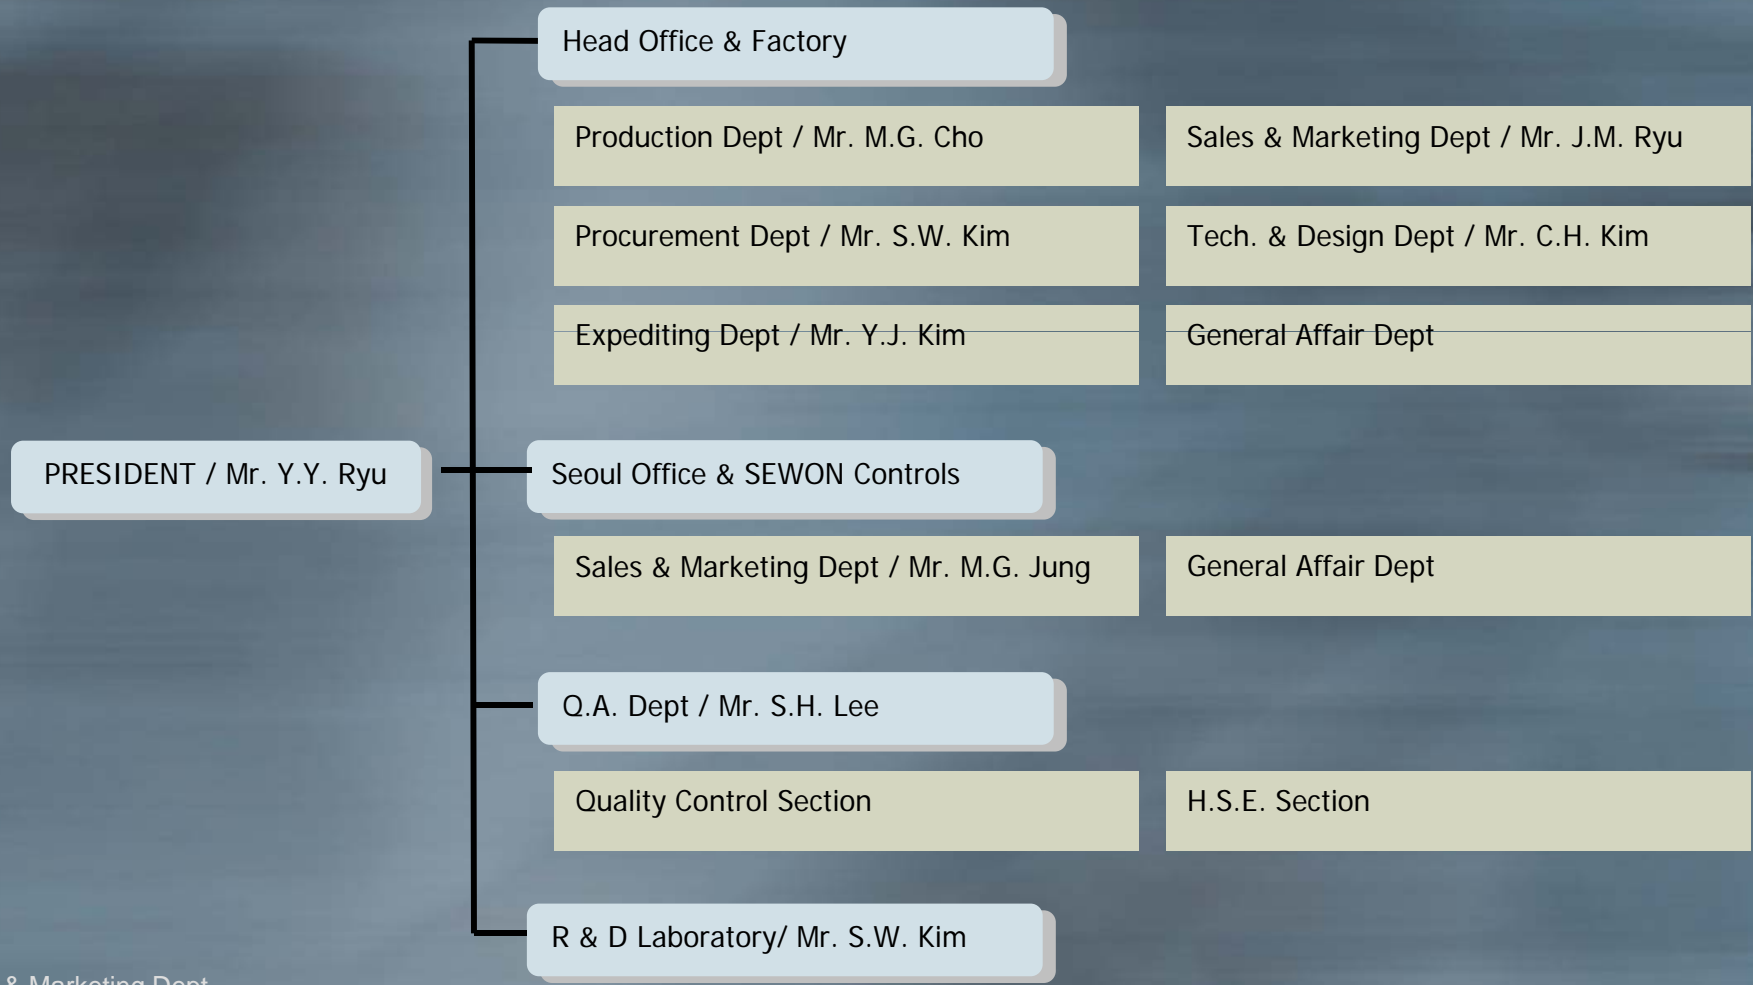 Head Office & Factory
Production Dept / Mr. M.G. Cho
Sales & Marketing Dept / Mr. J.M. Ryu
Procurement Dept / Mr. S.W. Kim
Tech. & Design Dept / Mr. C.H. Kim
Expediting Dept / Mr. Y.J. Kim
General Affair Dept
PRESIDENT / Mr. Y.Y. Ryu
Seoul Office & SEWON Controls
Sales & Marketing Dept / Mr. M.G. Jung
General Affair Dept
Q.A. Dept / Mr. S.H. Lee
Quality Control Section
H.S.E. Section
R & D Laboratory/ Mr. S.W. Kim
& Marketing Dept